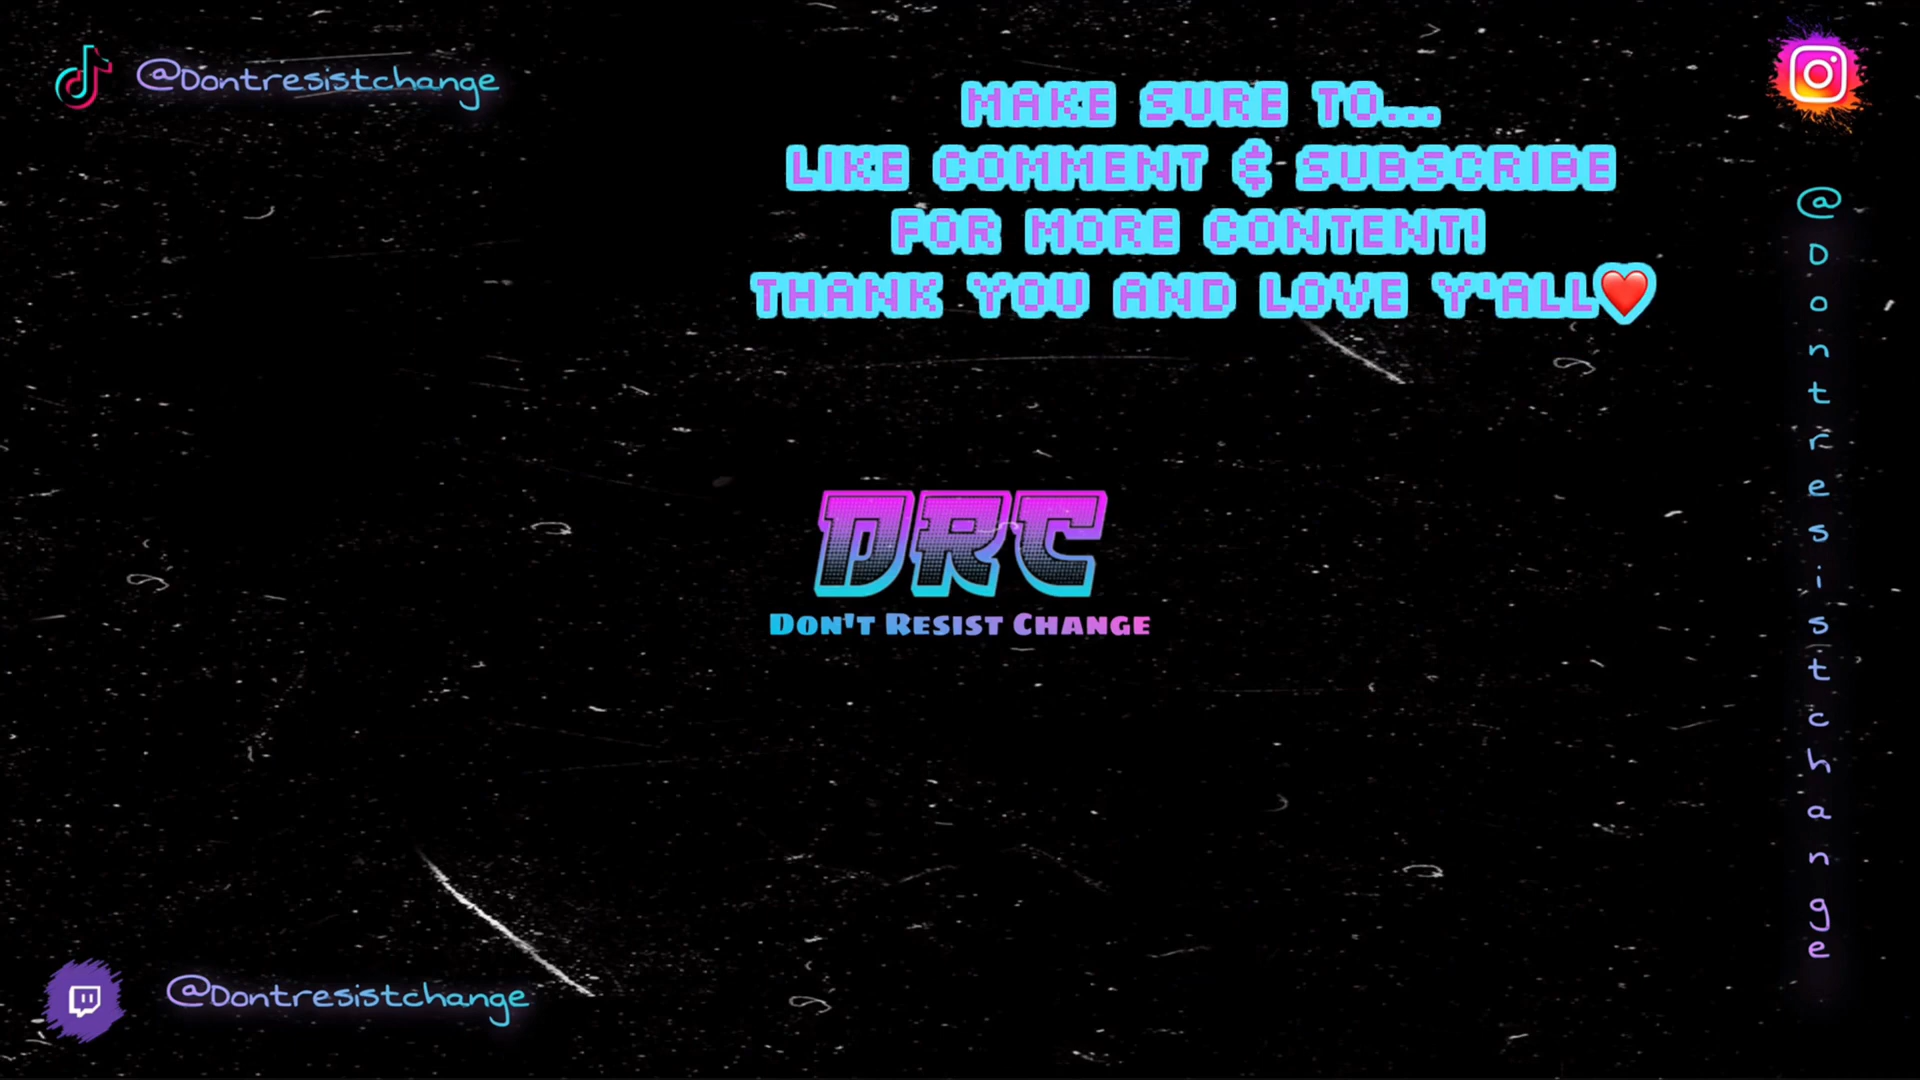 @Dontresistchange
MAKE SURE TO...
LIKE COMMENT & SUBSCRIBE
FOR MORE CONTENT!
THANK YOU AND LOVE Y'ALL❤️
@Dontresistchange
DRC
DON'T RESIST CHANGE
@Dontresistchange